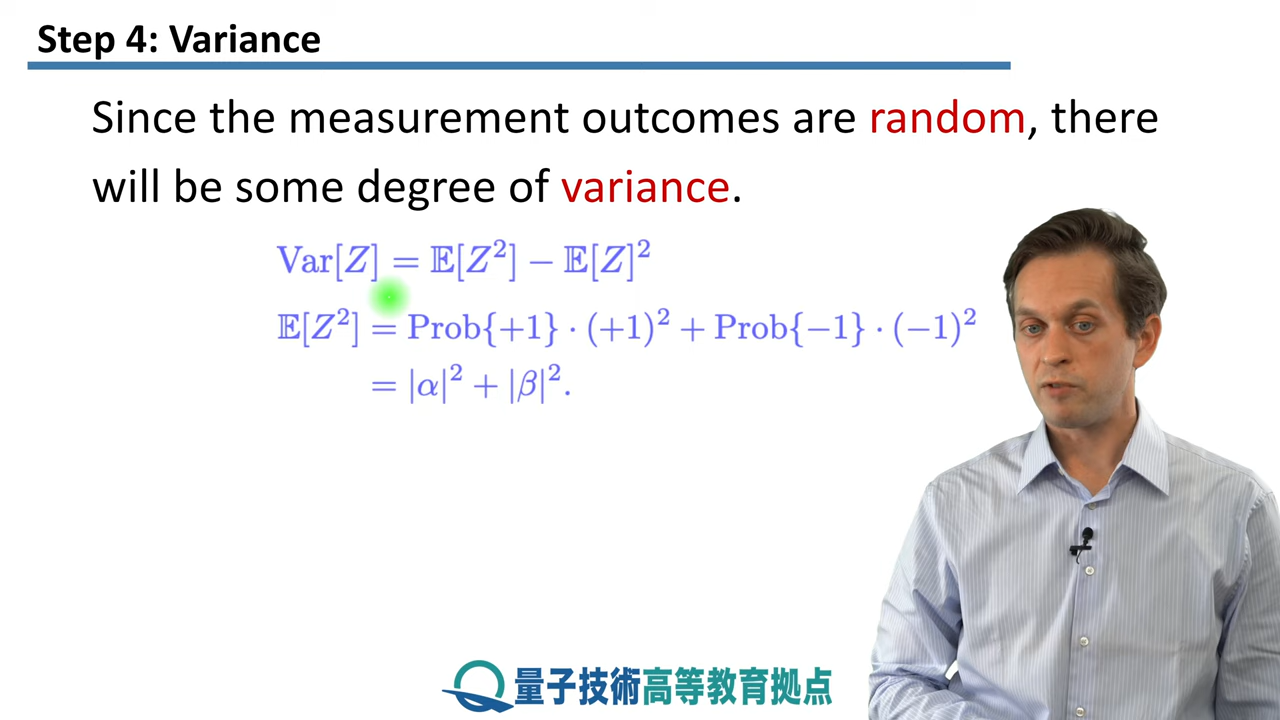 Step 4: Variance
Since the measurement outcomes are random, there
will be some degree of variance.
Var[Z] = 𝔼[Z²] − 𝔼[Z]²
𝔼[Z²] = Prob{+1} · (+1)² + Prob{−1} · (−1)²
= |α|² + |β|².
量子技術高等教育拠点